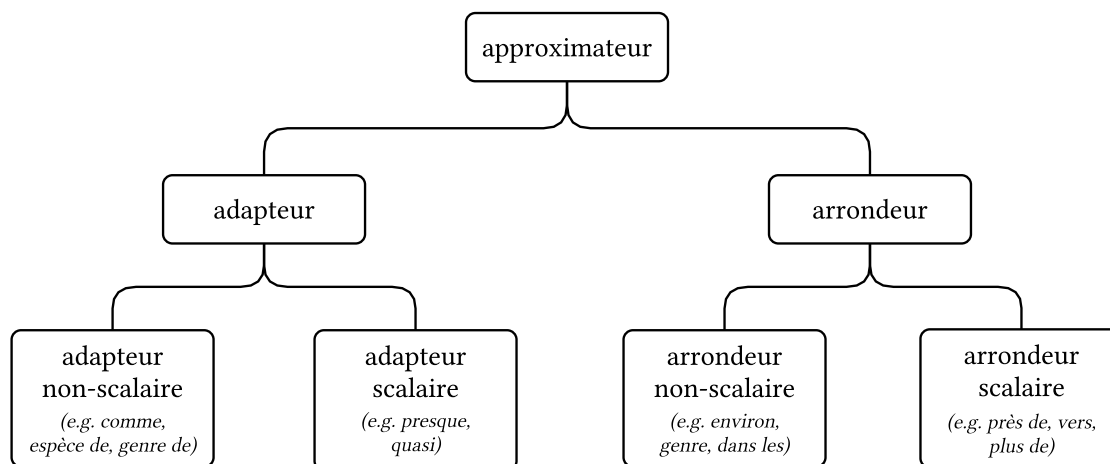 approximateur
adapteur
arrondeur
adapteur
non-scalaire
(e.g. comme,
espèce de, genre de)
adapteur
scalaire
(e.g. presque,
quasi)
arrondeur
non-scalaire
(e.g. environ,
genre, dans les)
arrondeur
scalaire
(e.g. près de, vers,
plus de)